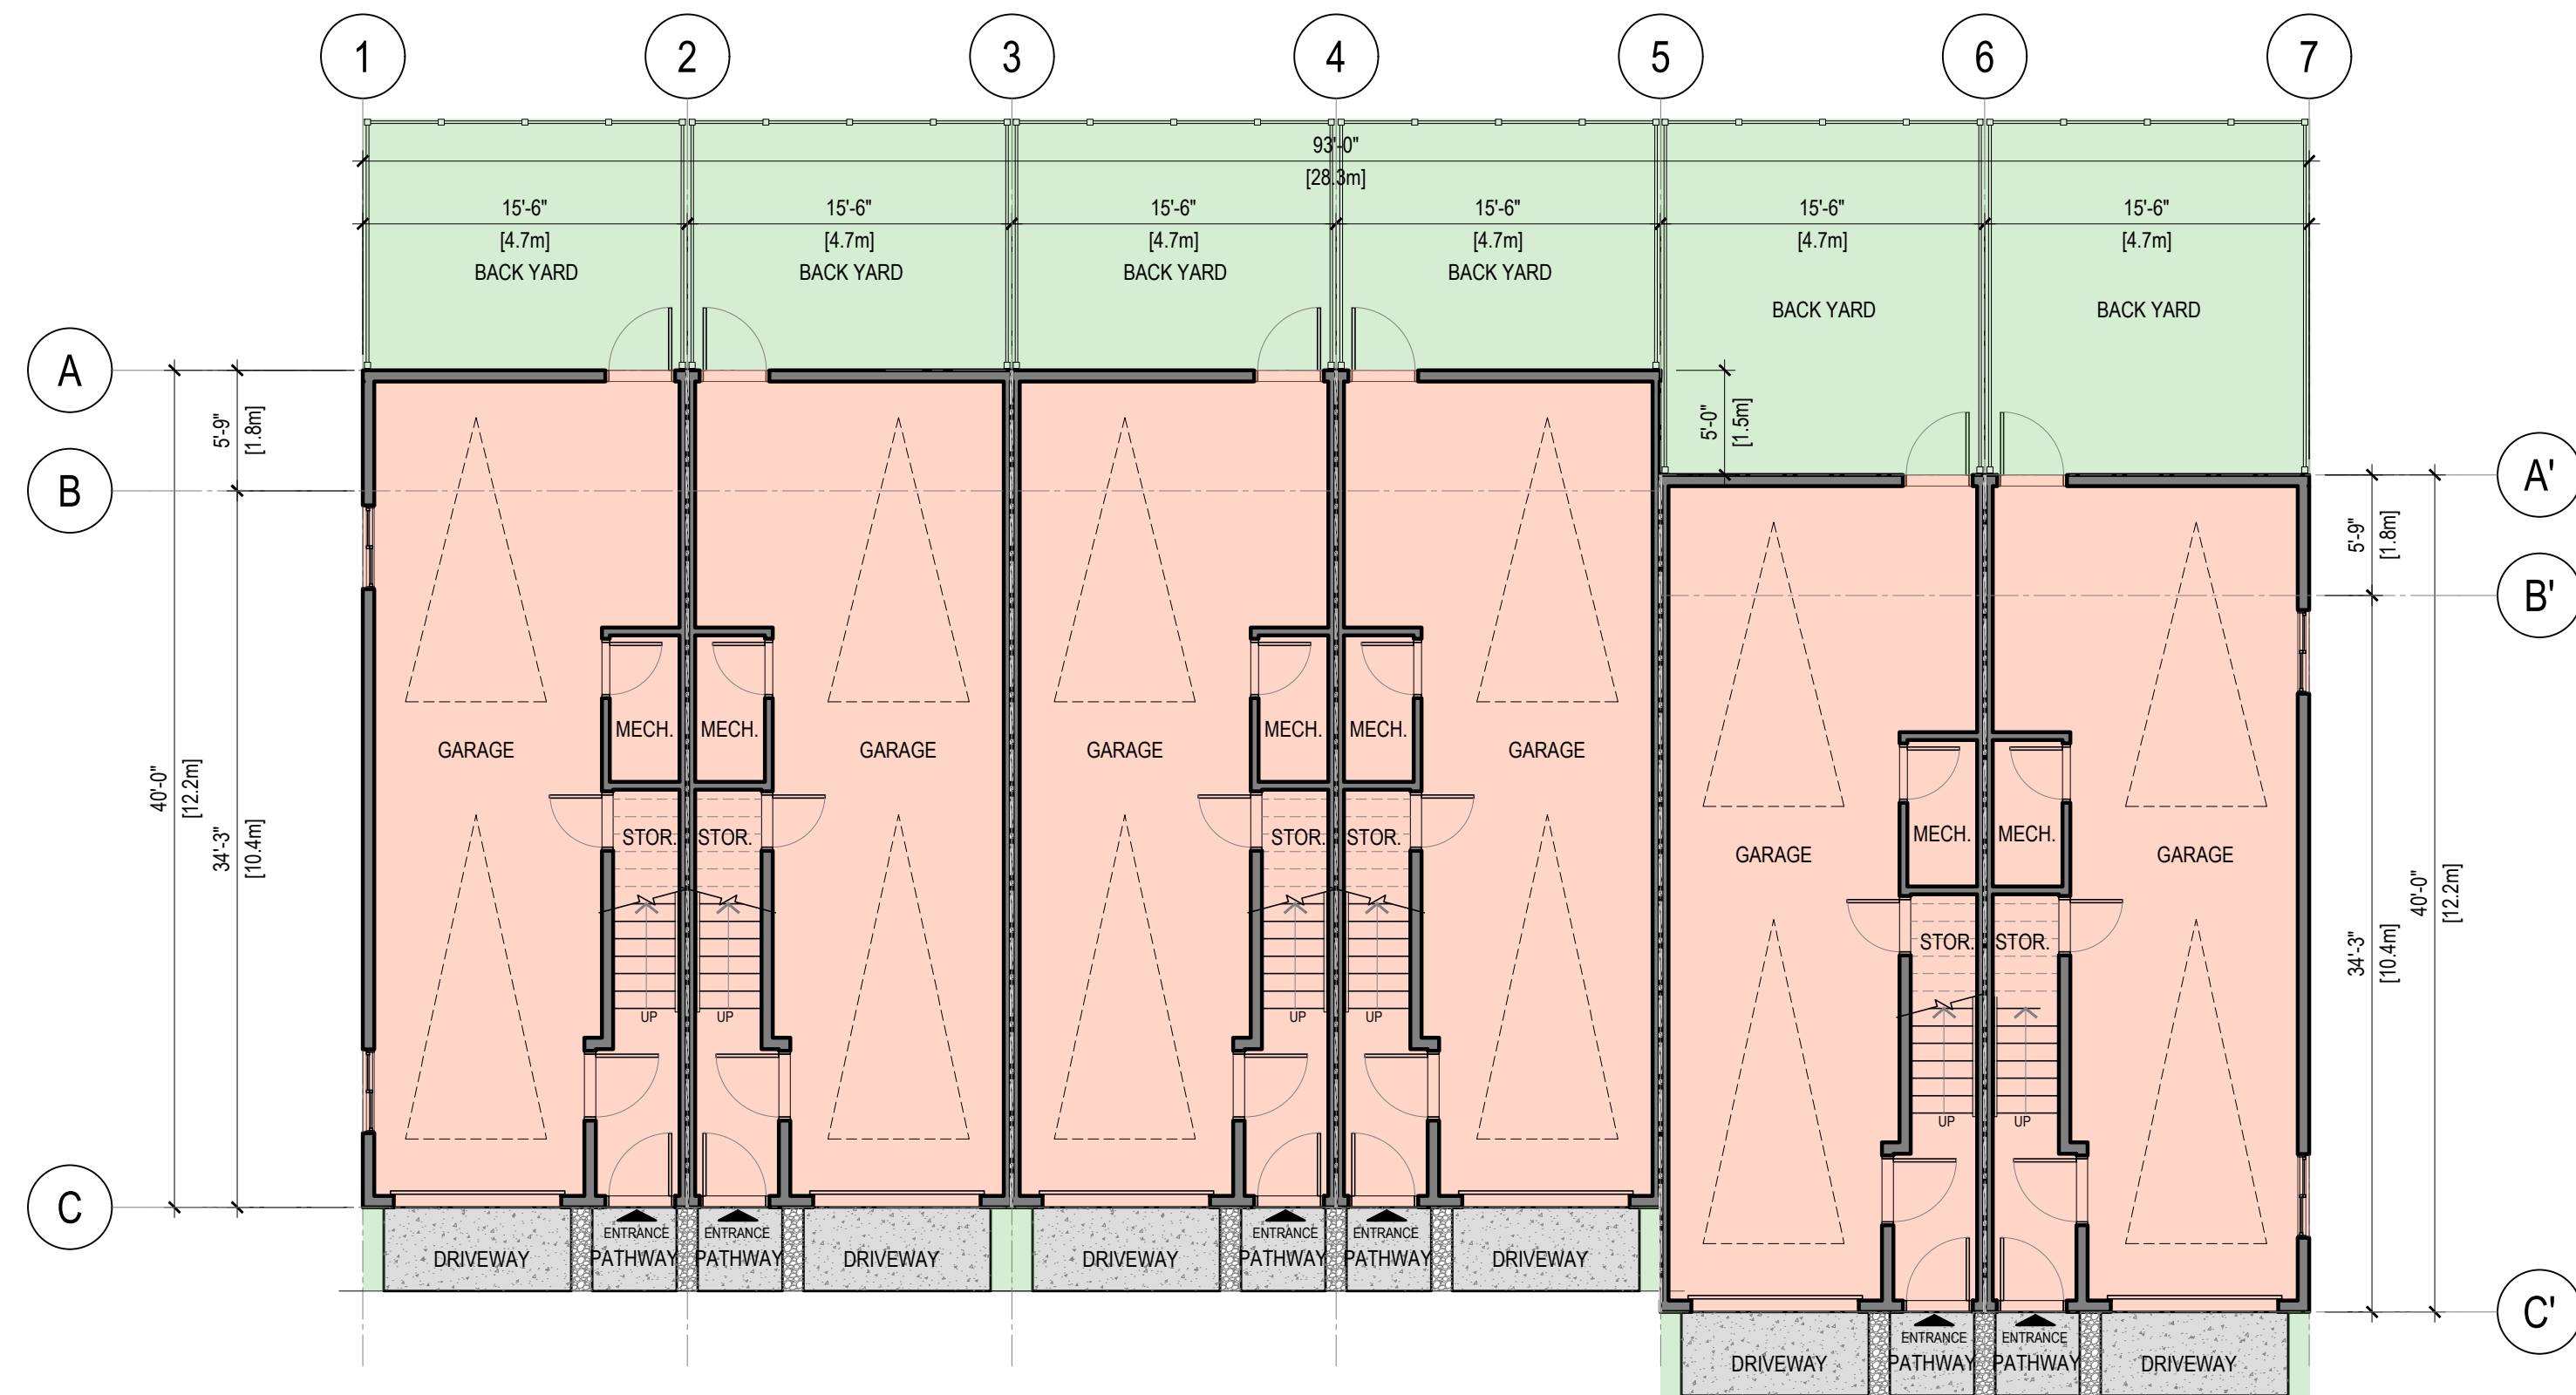 1 2 3 4 5 6 7
93'-0"
[28.3m]
15'-6" 15'-6" 15'-6" 15'-6" 15'-6" 15'-6"
[4.7m] [4.7m] [4.7m] [4.7m] [4.7m] [4.7m]
BACK YARD BACK YARD BACK YARD BACK YARD
BACK YARD BACK YARD
A
5'-9"
[1.8m]
5'-0"
[1.5m]
A'
B
5'-9"
[1.8m]
B'
MECH. MECH. MECH. MECH.
GARAGE GARAGE GARAGE GARAGE
40'-0"
[12.2m]
34'-3"
[10.4m]
STOR. STOR. STOR. STOR.
MECH. MECH.
GARAGE GARAGE
40'-0"
[12.2m]
34'-3"
[10.4m]
STOR. STOR.
UP UP UP UP
UP UP
C
ENTRANCE ENTRANCE ENTRANCE ENTRANCE
DRIVEWAY PATHWAY PATHWAY DRIVEWAY DRIVEWAY PATHWAY PATHWAY DRIVEWAY
C'
ENTRANCE ENTRANCE
DRIVEWAY PATHWAY PATHWAY DRIVEWAY